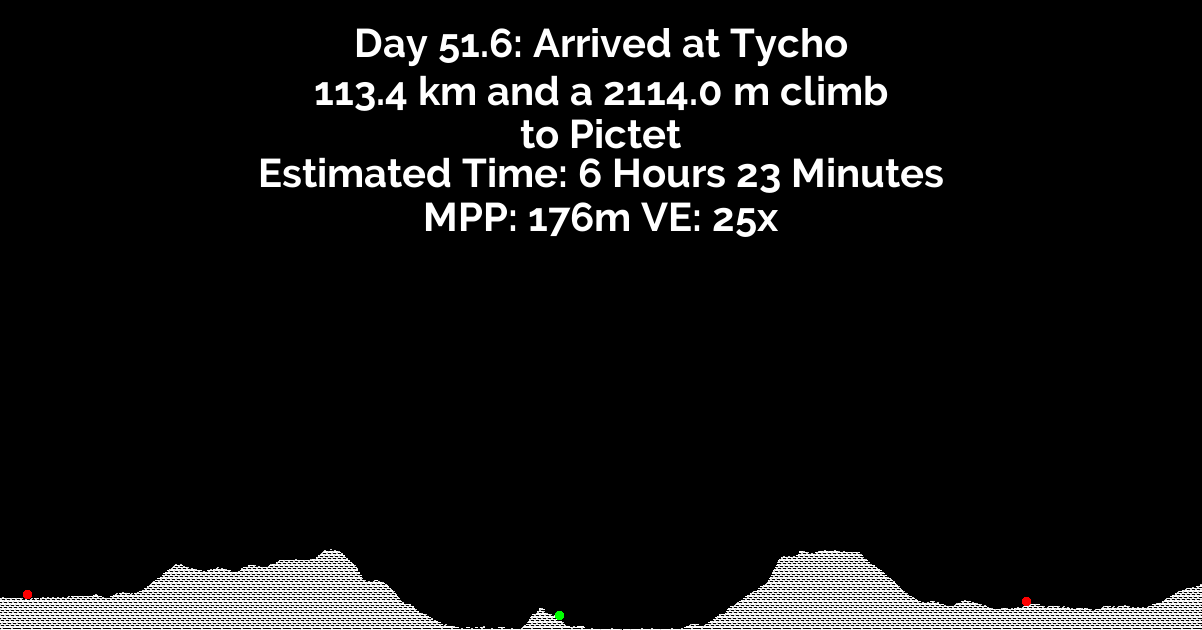 Day 51.6: Arrived at Tycho
113.4 km and a 2114.0 m climb
to Pictet
Estimated Time: 6 Hours 23 Minutes
MPP: 176m VE: 25x